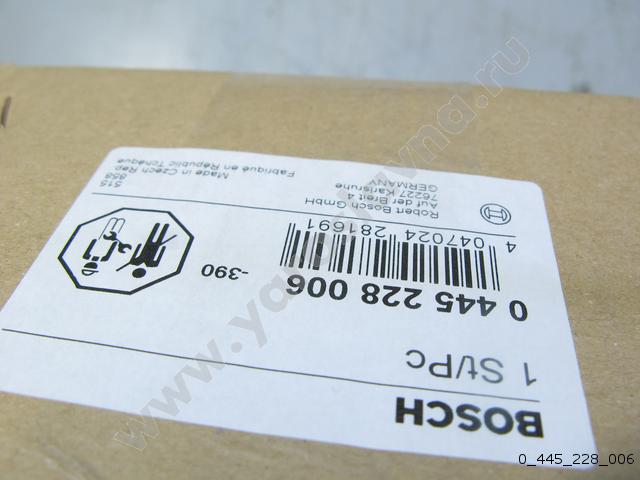 BOSCH
1 St/Pc
0 445 228 006
-390
4 047024 281691
Robert Bosch GmbH
Auf der Breit 4
76227 Karlsruhe
GERMANY
515
858
Made in Czech Rep
Fabriqué en République Tchèque
www.yaroslavna.ru
0_445_228_006